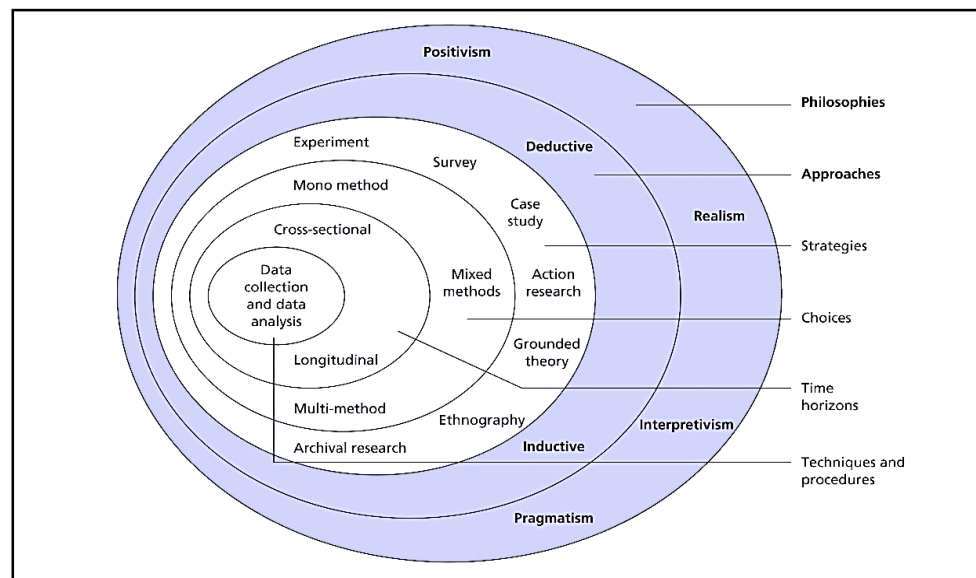 Positivism
Philosophies
Experiment
Deductive
Survey
Mono method
Approaches
Case
study
Realism
Cross-sectional
Strategies
Data
collection
and data
analysis
Mixed
methods
Action
research
Choices
Grounded
theory
Longitudinal
Time
horizons
Multi-method
Ethnography
Interpretivism
Archival research
Inductive
Techniques and
procedures
Pragmatism